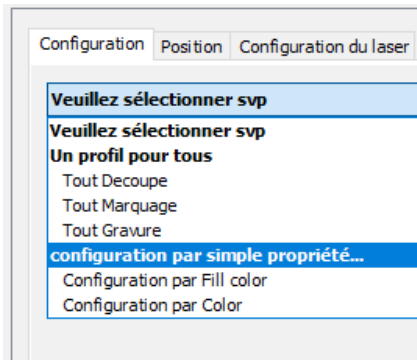 Configuration Position Configuration du laser
Veuillez sélectionner svp
Veuillez sélectionner svp
Un profil pour tous
Tout Decoupe
Tout Marquage
Tout Gravure
configuration par simple propriété...
Configuration par Fill color
Configuration par Color